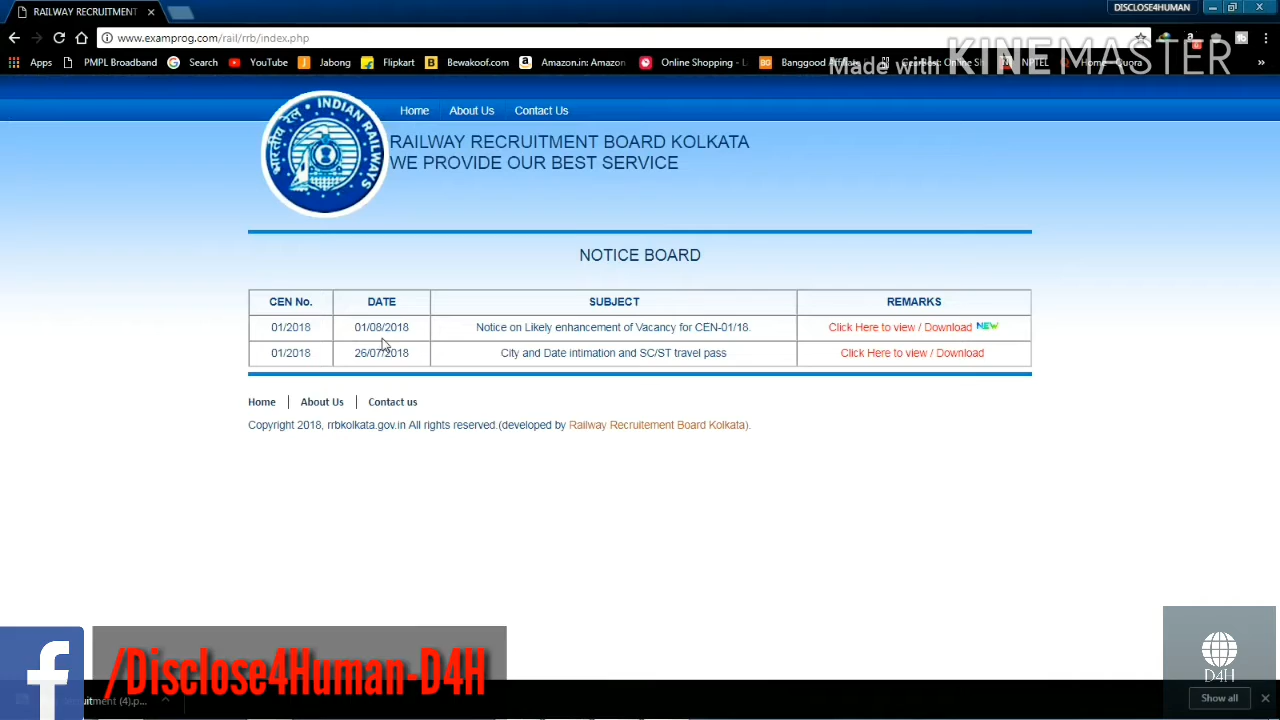 RAILWAY RECRUITMENT
DISCLOSE4HUMAN
www.examprog.com/rail/rrb/index.php
Apps PMPL Broadband Search YouTube Jabong Flipkart Bewakoof.com Amazon.in: Amazon Online Shopping Banggood NPTEL
Made with KINEMASTER
Home About Us Contact Us
भारतीय रेल INDIAN RAILWAYS
RAILWAY RECRUITMENT BOARD KOLKATA
WE PROVIDE OUR BEST SERVICE
NOTICE BOARD
CEN No. DATE SUBJECT REMARKS
01/2018 01/08/2018 Notice on Likely enhancement of Vacancy for CEN-01/18. Click Here to view / Download NEW
01/2018 26/07/2018 City and Date intimation and SC/ST travel pass Click Here to view / Download
Home About Us Contact us
Copyright 2018, rrbkolkata.gov.in All rights reserved.(developed by Railway Recruitement Board Kolkata).
f /Disclose4Human-D4H
D4H
Show all